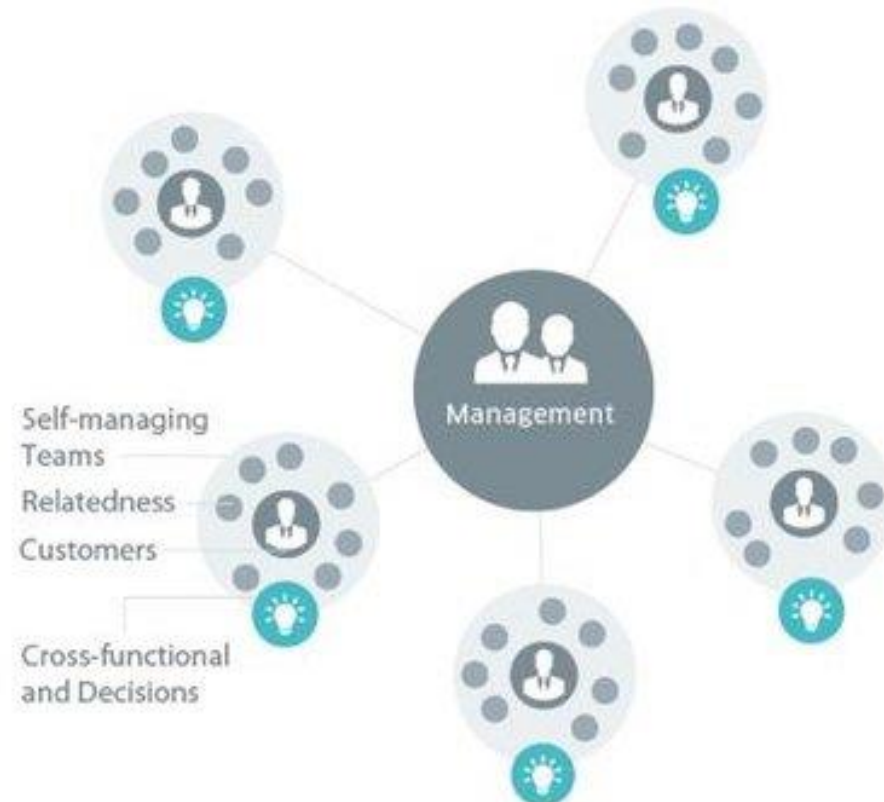 Management
Self-managing
Teams
Relatedness
Customers
Cross-functional
and Decisions